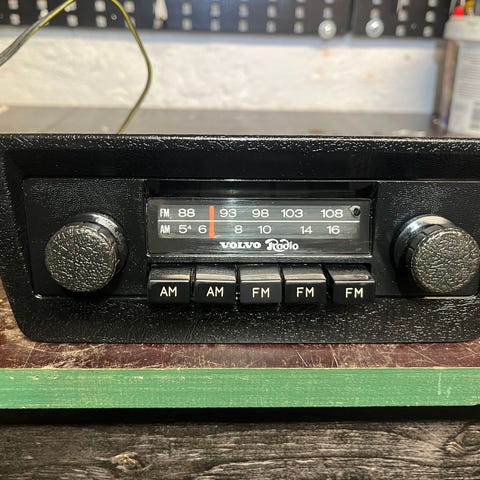 FM 88 93 98 103 108
AM 5⁴ 6 8 10 14 16
VOLVO Radio
AM AM FM FM FM